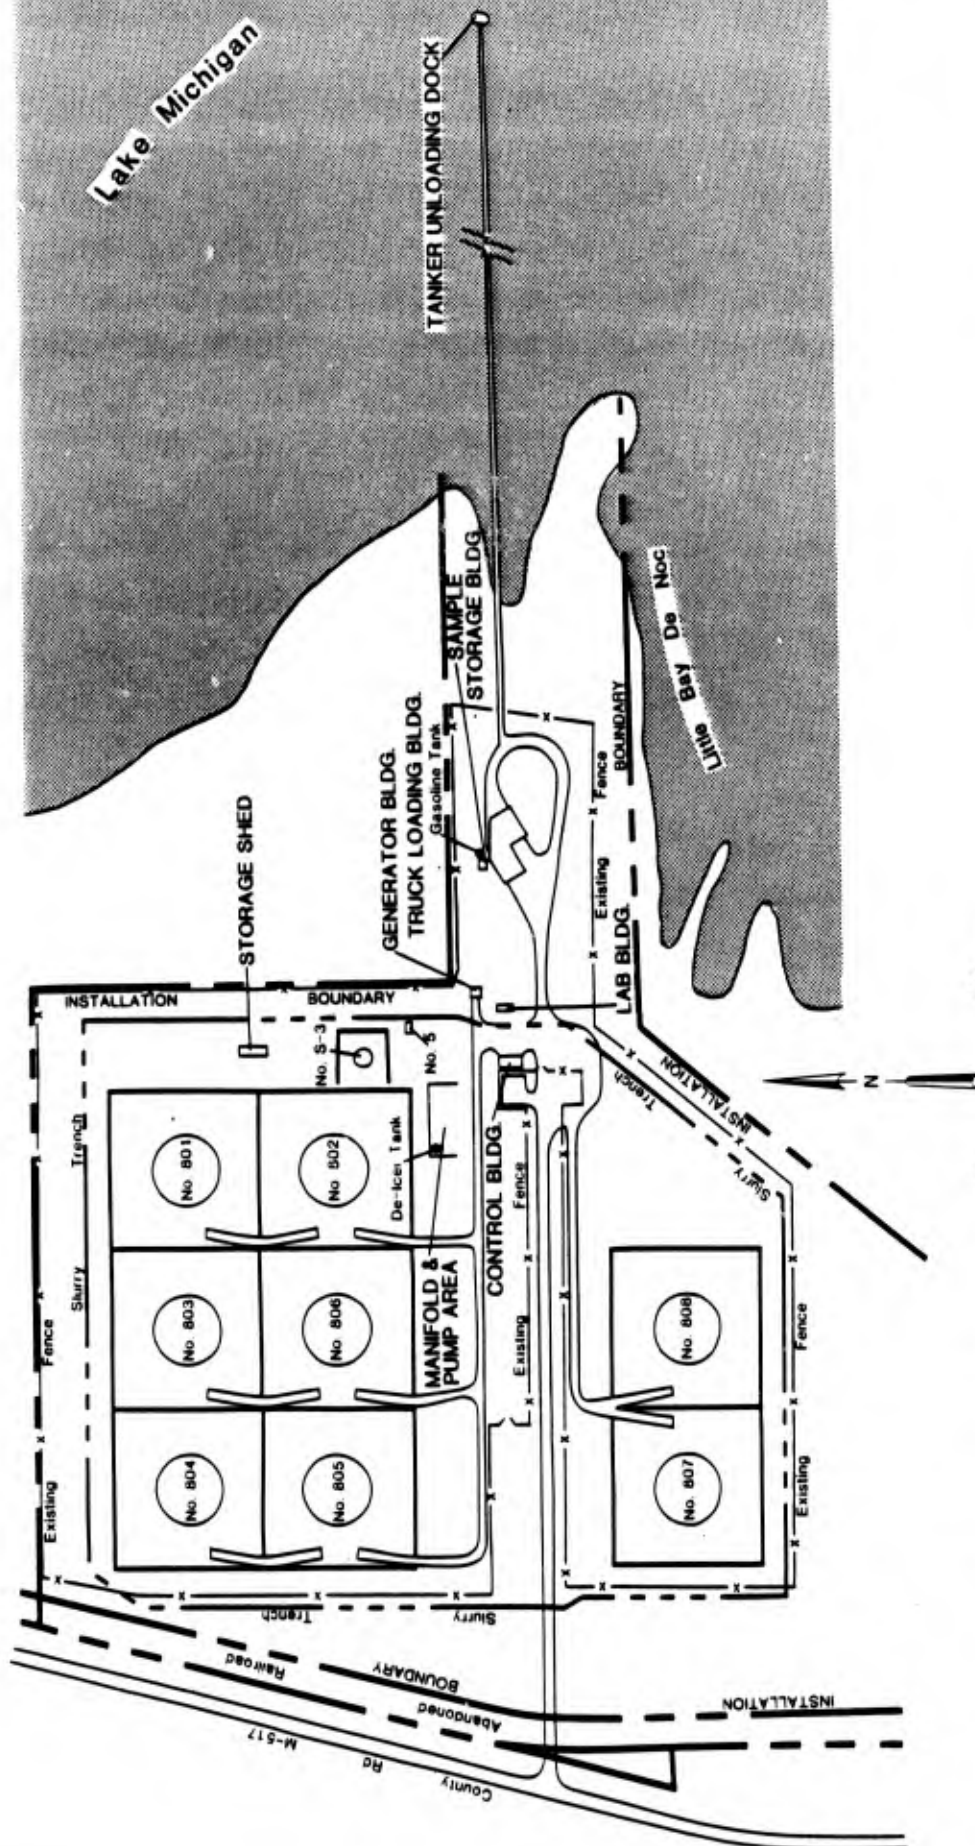 Lake Michigan
TANKER UNLOADING DOCK
SAMPLE
STORAGE BLDG.
GENERATOR BLDG.
TRUCK LOADING BLDG.
Gasoline Tank
STORAGE SHED
Little Bay De Noc
BOUNDARY
Fence
Existing
LAB BLDG.
INSTALLATION
BOUNDARY
No. S-3
No. 5
Trench
Slurry
Fence
Existing
No 801
No 502
De-Icer Tank
MANIFOLD &
PUMP AREA
CONTROL BLDG.
Fence
Existing
No. 803
No. 806
No. 804
No. 805
No. 808
No. 807
Trench
Slurry
INSTALLATION
N
Fence
Existing
Trench
Slurry
Railroad
Abandoned
BOUNDARY
INSTALLATION
M-517
Rd
County